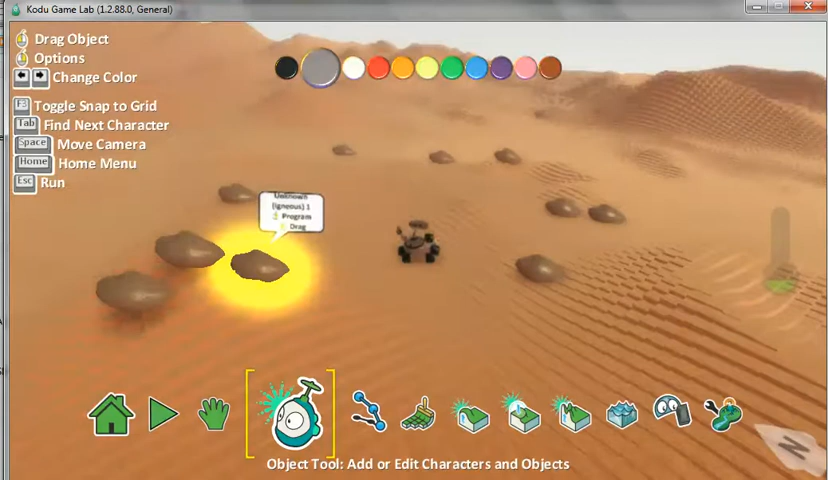 Kodu Game Lab (1.2.88.0, General)
Drag Object
Options
Change Color
F3 Toggle Snap to Grid
Tab Find Next Character
Space Move Camera
Home Home Menu
Esc Run
Unknown
(Igneous) 1
Program
Drag
Object Tool: Add or Edit Characters and Objects
N